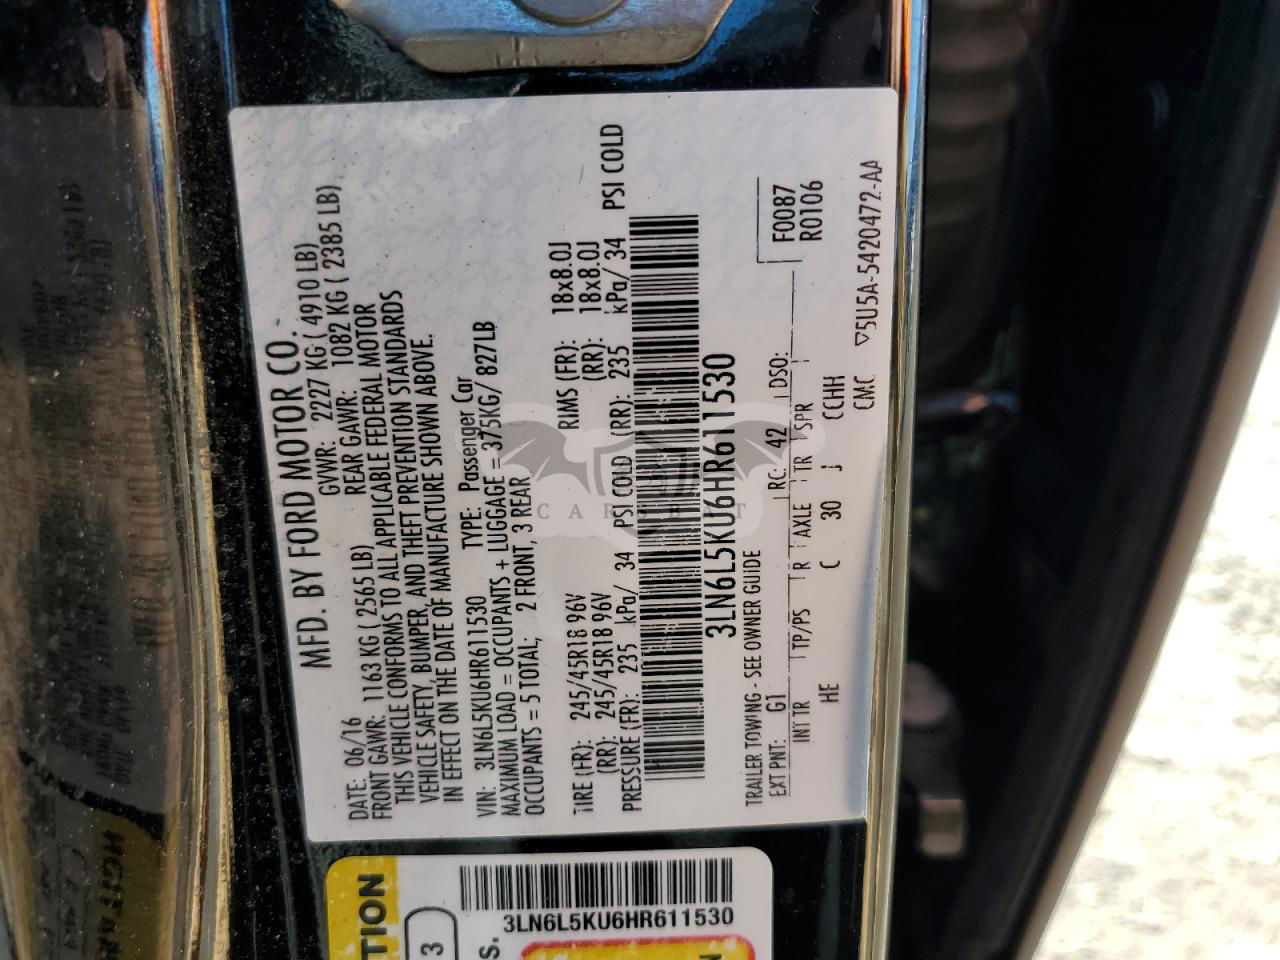 MFD. BY FORD MOTOR CO.
DATE: 06/16 GVWR: 2227 KG ( 4910 LB)
FRONT GAWR: 1163 KG ( 2565 LB) REAR GAWR: 1082 KG ( 2385 LB)
THIS VEHICLE CONFORMS TO ALL APPLICABLE FEDERAL MOTOR
VEHICLE SAFETY, BUMPER, AND THEFT PREVENTION STANDARDS
IN EFFECT ON THE DATE OF MANUFACTURE SHOWN ABOVE.
VIN: 3LN6L5KU6HR611530 TYPE: Passenger Car
MAXIMUM LOAD = OCCUPANTS + LUGGAGE = 375KG/ 827LB
OCCUPANTS = 5 TOTAL, 2 FRONT, 3 REAR
TIRE (FR): 245/45R18 96V RIMS (FR): 18x8.0J
(RR): 245/45R18 96V (RR): 18x8.0J
PRESSURE (FR): 235 kPa/ 34 PSI COLD (RR): 235 kPa/ 34 PSI COLD
3LN6L5KU6HR611530
TRAILER TOWING - SEE OWNER GUIDE
F0087
R0106
EXT PNT: G1 RC: 42 DSO:
INT TR TP/PS R AXLE TR SPR
HE C 30 J CCHH
CMC ▽5U5A-5420472-AA
CAROBAT
TION
3
S.
3LN6L5KU6HR611530
N